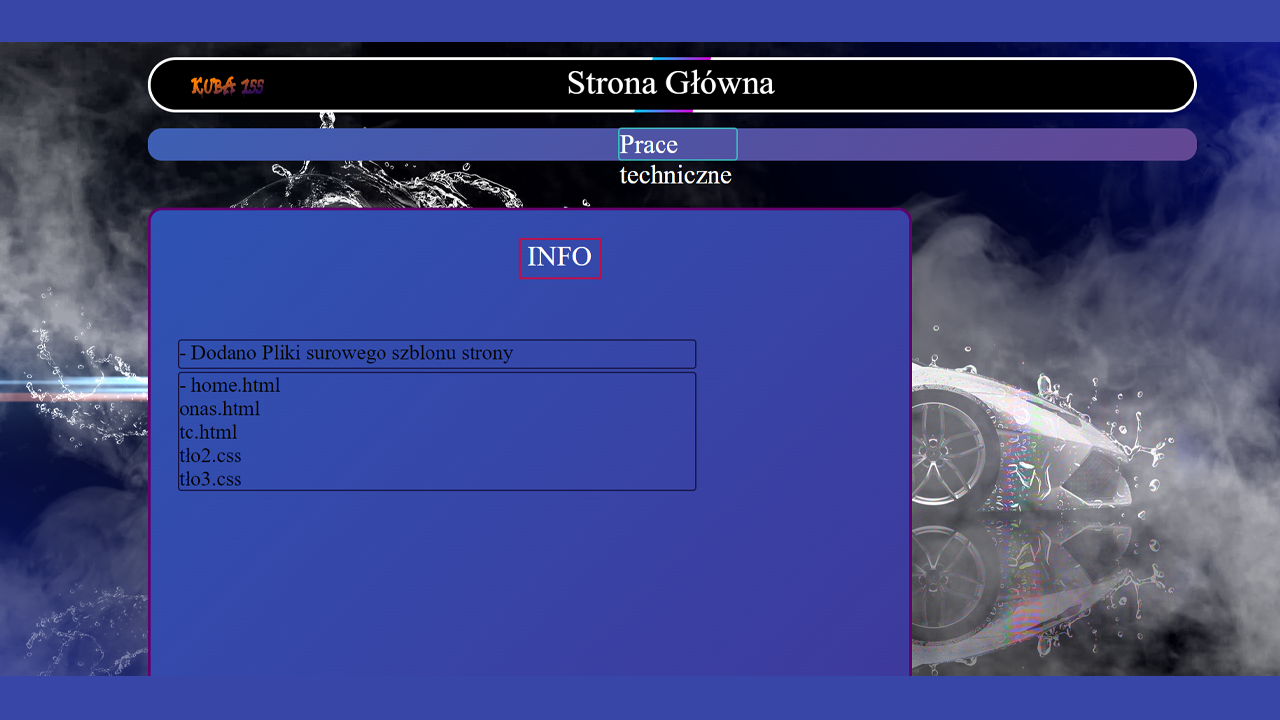 KUBA 155
Strona Główna
Prace
techniczne
INFO
- Dodano Pliki surowego szblonu strony
- home.html
onas.html
tc.html
tło2.css
tło3.css